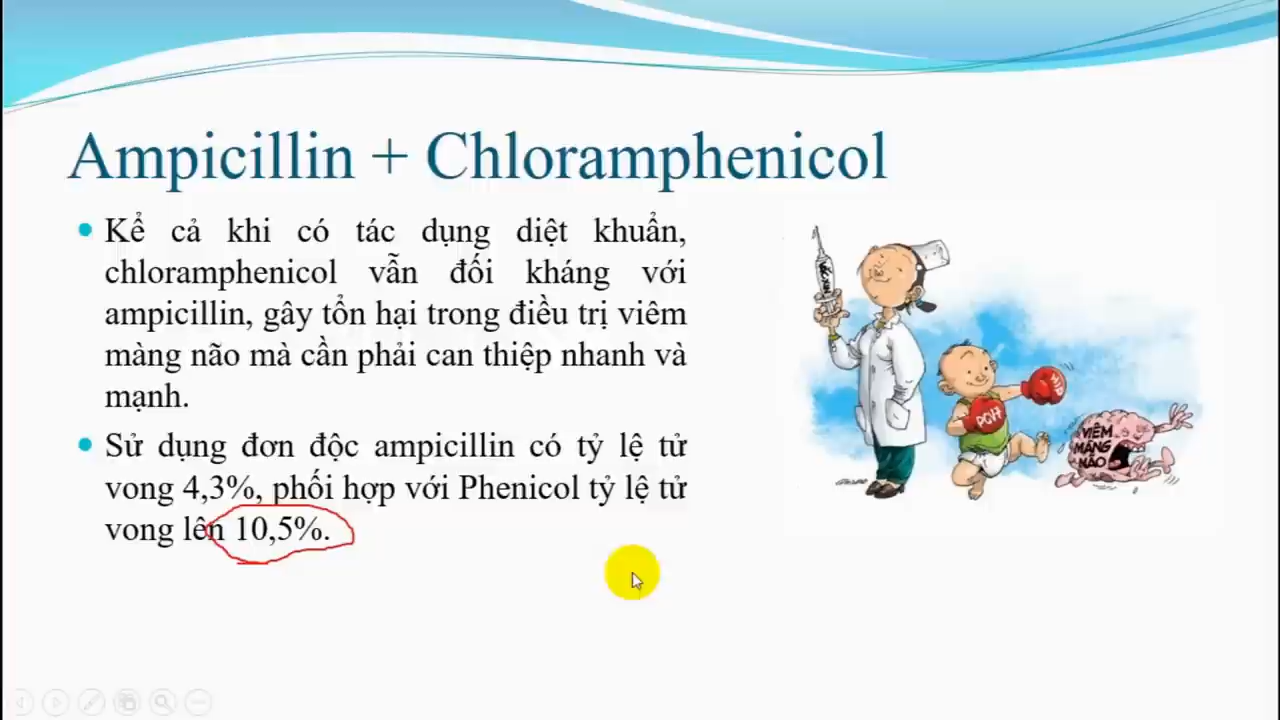 Ampicillin + Chloramphenicol
Kể cả khi có tác dụng diệt khuẩn,
chloramphenicol vẫn đối kháng với
ampicillin, gây tổn hại trong điều trị viêm
màng não mà cần phải can thiệp nhanh và
mạnh.
Sử dụng đơn độc ampicillin có tỷ lệ tử
vong 4,3%, phối hợp với Phenicol tỷ lệ tử
vong lên 10,5%.
PGH
VIÊM
MÀNG
NÃO